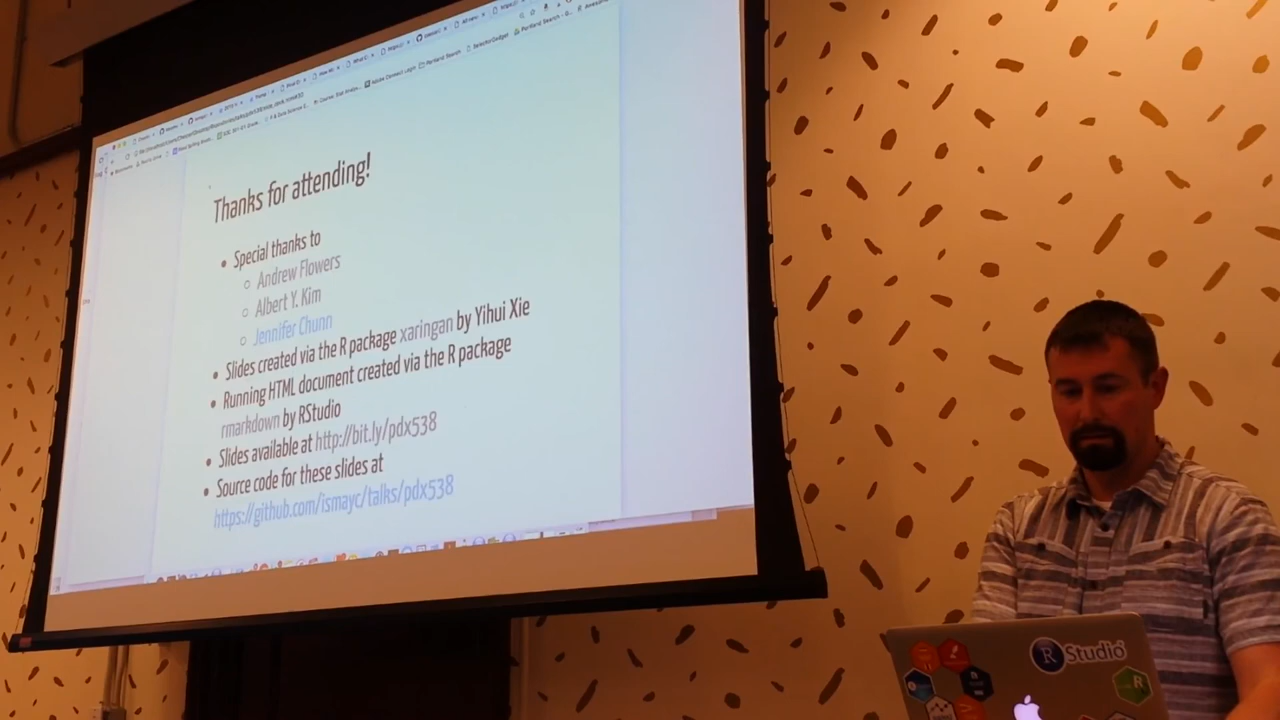 Thanks for attending!
Special thanks to
Andrew Flowers
Albert Y. Kim
Jennifer Chunn
Slides created via the R package xaringan by Yihui Xie
Running HTML document created via the R package
rmarkdown by RStudio
Slides available at http://bit.ly/pdx538
Source code for these slides at
https://github.com/ismayc/talks/pdx538
R Studio